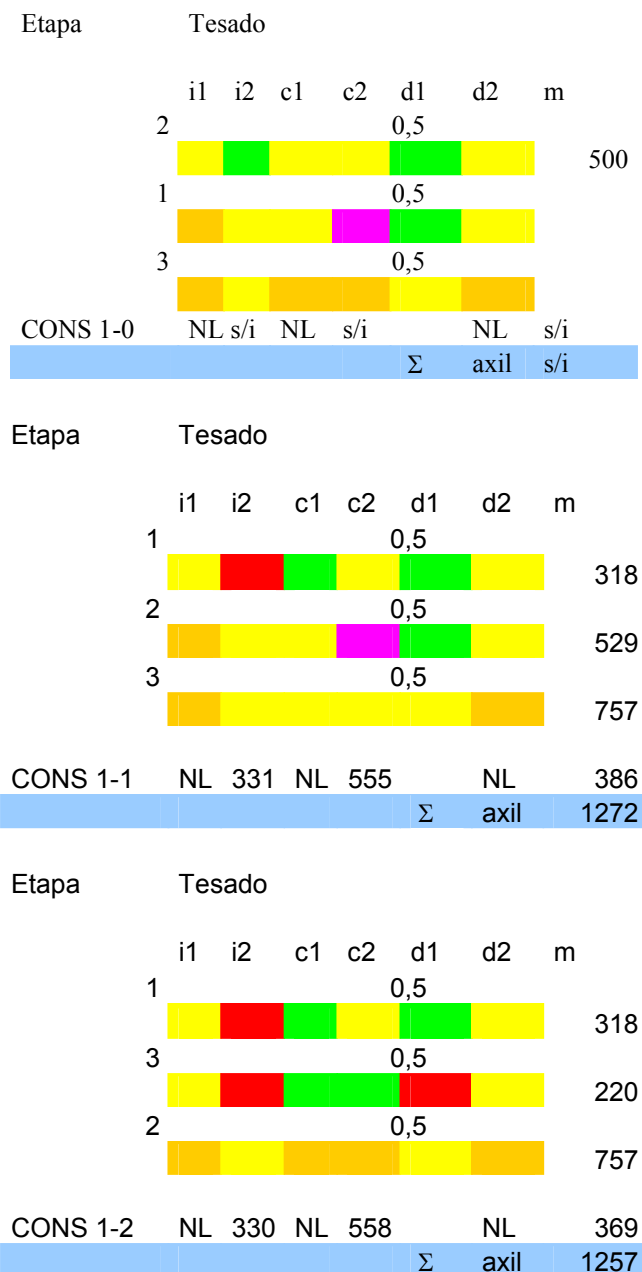 Etapa Tesado
i1 i2 c1 c2 d1 d2 m
2 0,5
500
1 0,5
3 0,5
CONS 1-0 NL s/i NL s/i NL s/i
Σ axil s/i
Etapa Tesado
i1 i2 c1 c2 d1 d2 m
1 0,5
318
2 0,5
529
3 0,5
757
CONS 1-1 NL 331 NL 555 NL 386
Σ axil 1272
Etapa Tesado
i1 i2 c1 c2 d1 d2 m
1 0,5
318
3 0,5
220
2 0,5
757
CONS 1-2 NL 330 NL 558 NL 369
Σ axil 1257